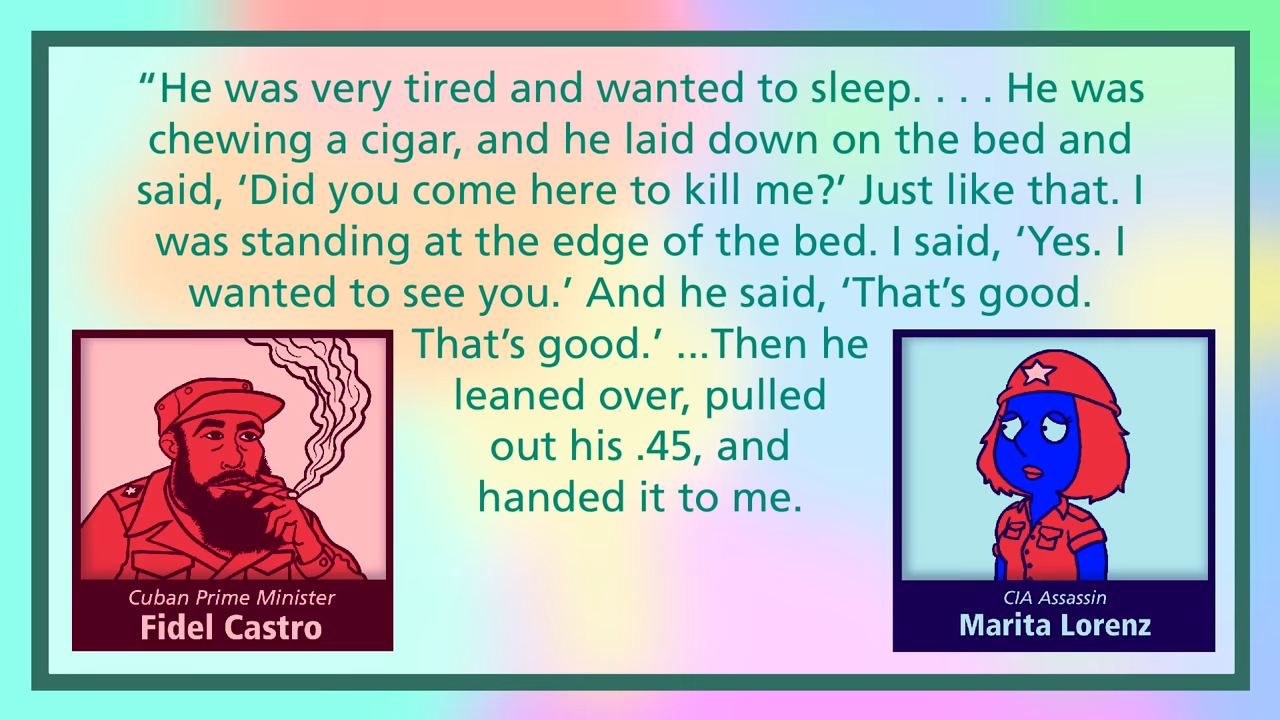 “He was very tired and wanted to sleep. . . . He was
chewing a cigar, and he laid down on the bed and
said, ‘Did you come here to kill me?’ Just like that. I
was standing at the edge of the bed. I said, ‘Yes. I
wanted to see you.’ And he said, ‘That’s good.
That’s good.’ ...Then he
leaned over, pulled
out his .45, and
handed it to me.
Cuban Prime Minister
Fidel Castro
CIA Assassin
Marita Lorenz